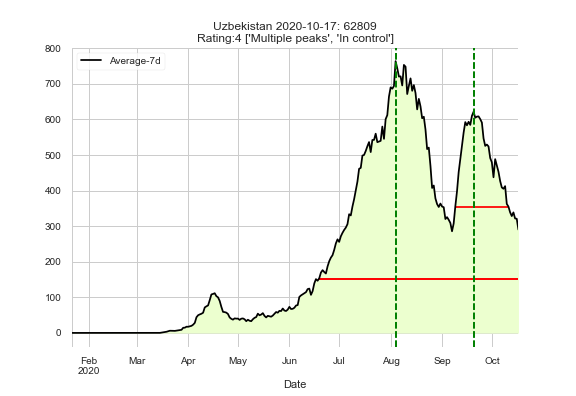 Uzbekistan 2020-10-17: 62809
Rating:4 ['Multiple peaks', 'In control']
Average-7d
800
700
600
500
400
300
200
100
0
Feb Mar Apr May Jun Jul Aug Sep Oct
2020
Date